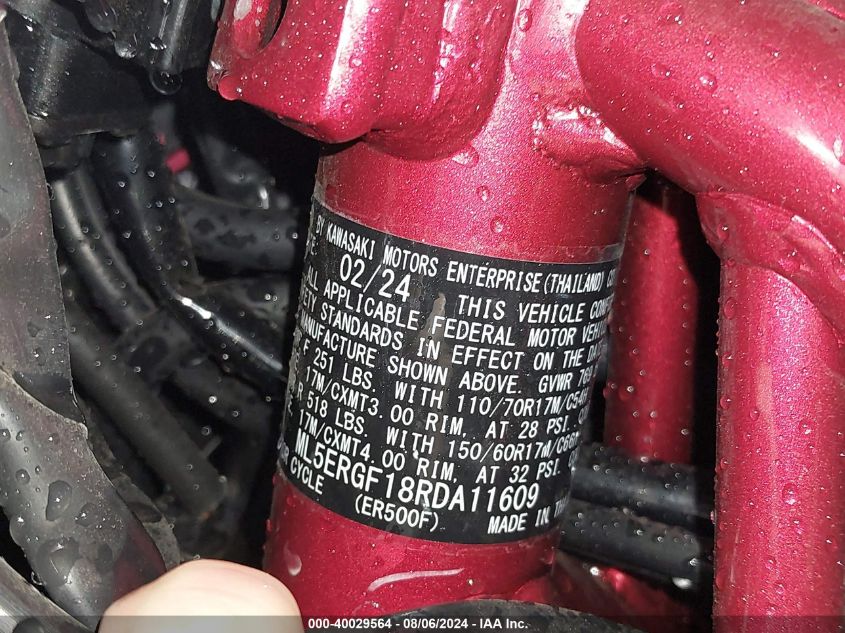 BY KAWASAKI MOTORS ENTERPRISE (THAILAND)
02/24 THIS VEHICLE
ALL APPLICABLE FEDERAL MOTOR
STANDARDS IN EFFECT ON THE
MANUFACTURE SHOWN ABOVE. GVWR
F 251 LBS. WITH 110/70R17M/C
17M/CXMT3.00 RIM, AT 28 PSI.
R 518 LBS. WITH 150/60R17M/C
17M/CXMT4.00 RIM, AT 32 PSI.
ML5ERGF18RDA11609
CYCLE (ER500F) MADE IN
000-40029564 - 08/06/2024 - IAA Inc.